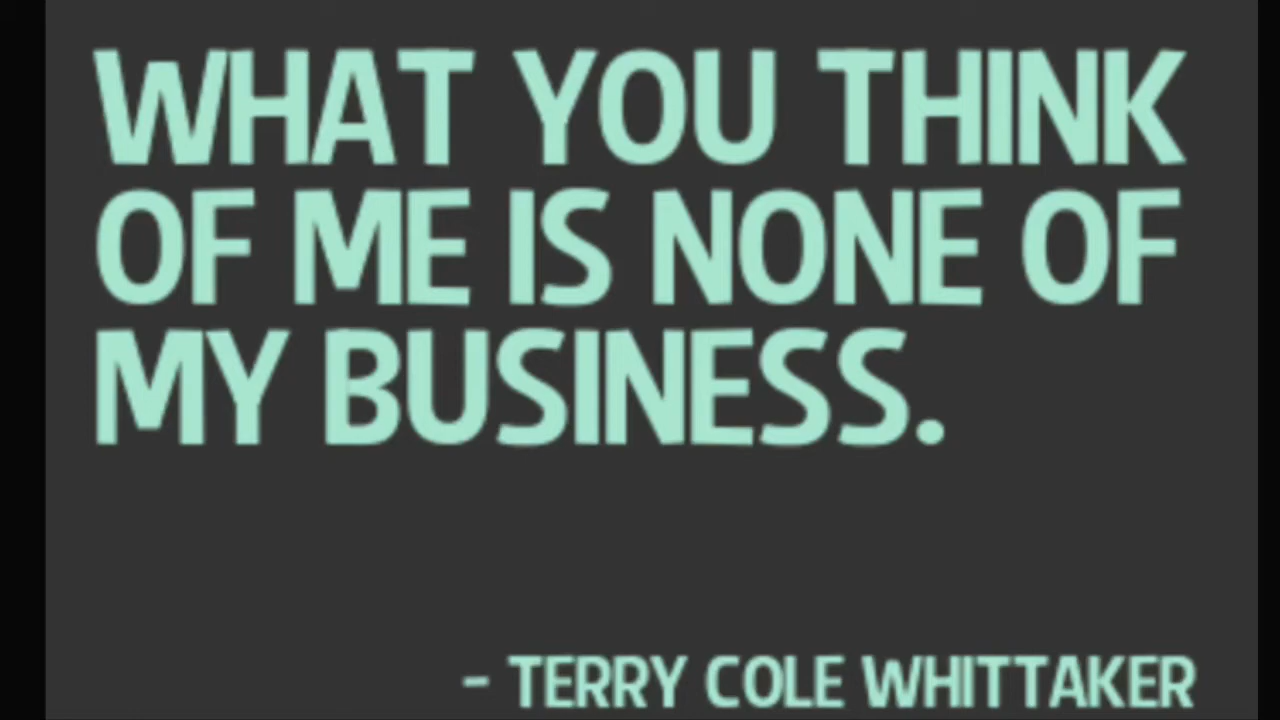 WHAT YOU THINK
OF ME IS NONE OF
MY BUSINESS.
- TERRY COLE WHITTAKER